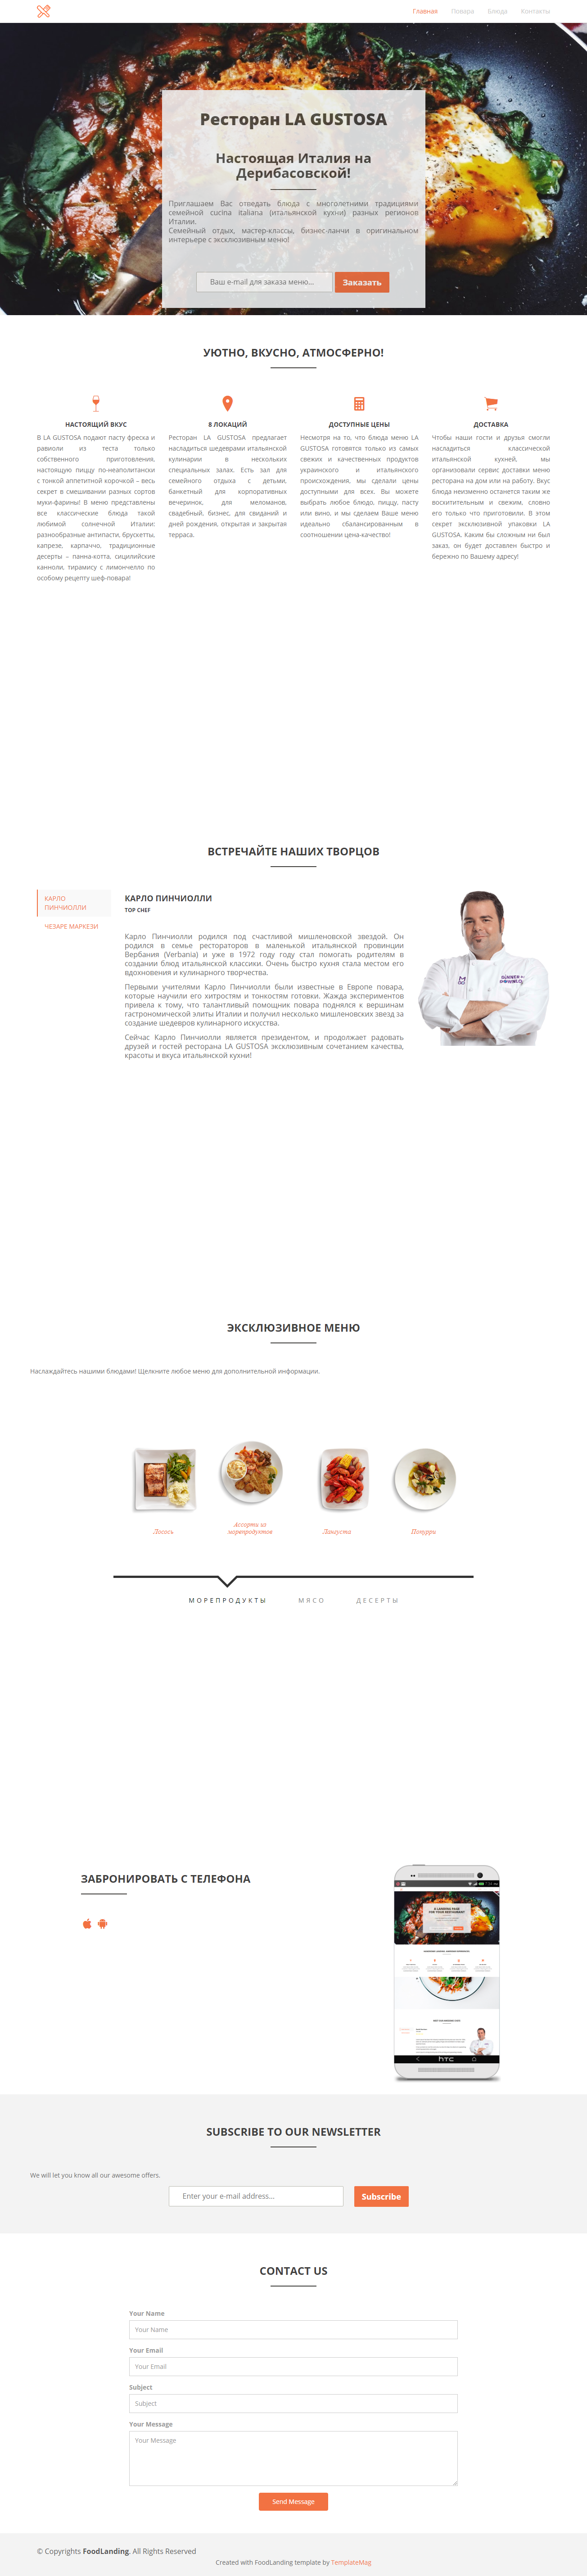 Главная Повара Блюда Контакты
Ресторан LA GUSTOSA
Настоящая Италия на
Дерибасовской!
Приглашаем Вас отведать блюда с многолетними традициями
семейной cucina italiana (итальянской кухни) разных регионов
Италии.
Семейный отдых, мастер-классы, бизнес-ланчи в оригинальном
интерьере с эксклюзивным меню!
Ваш e-mail для заказа меню...
Заказать
УЮТНО, ВКУСНО, АТМОСФЕРНО!
НАСТОЯЩИЙ ВКУС
В LA GUSTOSA подают пасту фреска и
равиоли из теста только
собственного приготовления,
настоящую пиццу по-неаполитански
с тонкой аппетитной корочкой – весь
секрет в смешивании разных сортов
муки-фарины! В меню представлены
все классические блюда такой
любимой солнечной Италии:
разнообразные антипасти, брускетты,
капрезе, карпаччо, традиционные
десерты – панна-котта, сицилийские
канноли, тирамису с лимончелло по
особому рецепту шеф-повара!
8 ЛОКАЦИЙ
Ресторан LA GUSTOSA предлагает
насладиться шедеврами итальянской
кулинарии в нескольких
специальных залах. Есть зал для
семейного отдыха с детьми,
банкетный для корпоративных
вечеринок, для меломанов,
свадебный, бизнес, для свиданий и
дней рождения, открытая и закрытая
терраса.
ДОСТУПНЫЕ ЦЕНЫ
Несмотря на то, что блюда меню LA
GUSTOSA готовятся только из самых
свежих и качественных продуктов
украинского и итальянского
происхождения, мы сделали цены
доступными для всех. Вы можете
выбрать любое блюдо, пиццу, пасту
или вино, и мы сделаем Ваше меню
идеально сбалансированным в
соотношении цена-качество!
ДОСТАВКА
Чтобы наши гости и друзья смогли
насладиться классической
итальянской кухней, мы
организовали сервис доставки меню
ресторана на дом или на работу. Вкус
блюда неизменно останется таким же
восхитительным и свежим, словно
его только что приготовили. В этом
секрет эксклюзивной упаковки LA
GUSTOSA. Каким бы сложным ни был
заказ, он будет доставлен быстро и
бережно по Вашему адресу!
ВСТРЕЧАЙТЕ НАШИХ ТВОРЦОВ
КАРЛО
ПИНЧИОЛЛИ
ЧЕЗАРЕ МАРКЕЗИ
КАРЛО ПИНЧИОЛЛИ
TOP CHEF
Карло Пинчиолли родился под счастливой мишленовской звездой. Он
родился в семье рестораторов в маленькой итальянской провинции
Вербания (Verbania) и уже в 1972 году году стал помогать родителям в
создании блюд итальянской классики. Очень быстро кухня стала местом его
вдохновения и кулинарного творчества.
Первыми учителями Карло Пинчиолли были известные в Европе повара,
которые научили его хитростям и тонкостям готовки. Жажда экспериментов
привела к тому, что талантливый помощник повара поднялся к вершинам
гастрономической элиты Италии и получил несколько мишленовских звезд за
создание шедевров кулинарного искусства.
Сейчас Карло Пинчиолли является президентом, и продолжает радовать
друзей и гостей ресторана LA GUSTOSA эксклюзивным сочетанием качества,
красоты и вкуса итальянской кухни!
ЭКСКЛЮЗИВНОЕ МЕНЮ
Наслаждайтесь нашими блюдами! Щелкните любое меню для дополнительной информации.
Лосось
Ассорти из
морепродуктов
Лангуста
Попурри
МОРЕПРОДУКТЫ МЯСО ДЕСЕРТЫ
ЗАБРОНИРОВАТЬ С ТЕЛЕФОНА
hTC
SUBSCRIBE TO OUR NEWSLETTER
We will let you know all our awesome offers.
Enter your e-mail address...
Subscribe
CONTACT US
Your Name
Your Name
Your Email
Your Email
Subject
Subject
Your Message
Your Message
Send Message
© Copyrights FoodLanding. All Rights Reserved
Created with FoodLanding template by TemplateMag